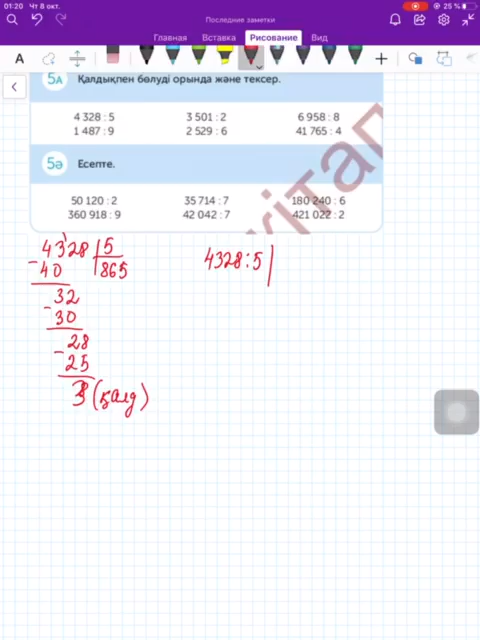 01:20 Чт 8 окт.
25 %
Последние заметки
Главная Вставка Рисование Вид
A
5А Қалдықпен бөлуді орында және тексер.
4 328 : 5 3 501 : 2 6 958 : 8
1 487 : 9 2 529 : 6 41 765 : 4
5ә Есепте.
50 120 : 2 35 714 : 7 180 240 : 6
360 918 : 9 42 042 : 7 421 022 : 2
кітап
4328 5
-40 865
32
-30
28
-25
3 (қалд)
4328:5